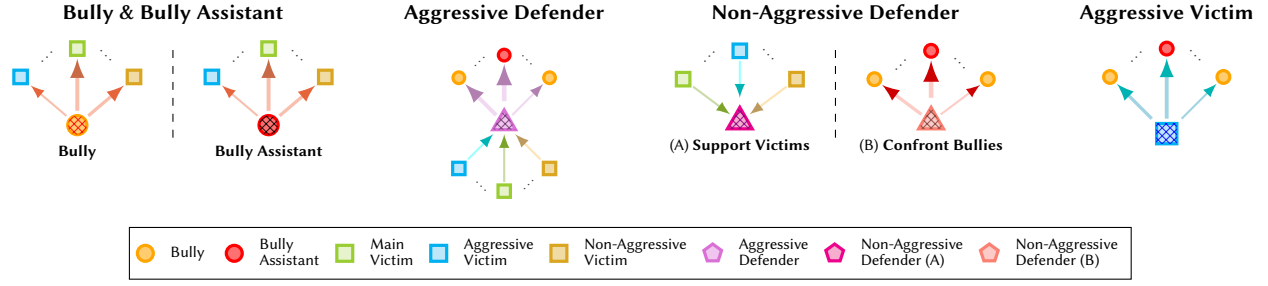 Bully & Bully Assistant
Aggressive Defender
Non-Aggressive Defender
Aggressive Victim
Bully
Bully Assistant
(A) Support Victims
(B) Confront Bullies
Bully
Bully
Assistant
Main
Victim
Aggressive
Victim
Non-Aggressive
Victim
Aggressive
Defender
Non-Aggressive
Defender (A)
Non-Aggressive
Defender (B)